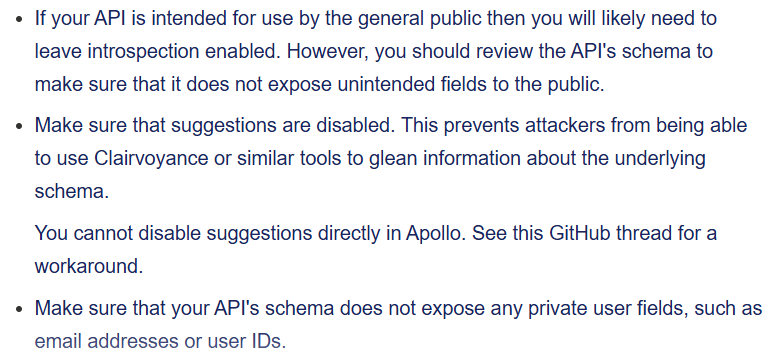 If your API is intended for use by the general public then you will likely need to
leave introspection enabled. However, you should review the API's schema to
make sure that it does not expose unintended fields to the public.
Make sure that suggestions are disabled. This prevents attackers from being able
to use Clairvoyance or similar tools to glean information about the underlying
schema.
You cannot disable suggestions directly in Apollo. See this GitHub thread for a
workaround.
Make sure that your API's schema does not expose any private user fields, such as
email addresses or user IDs.